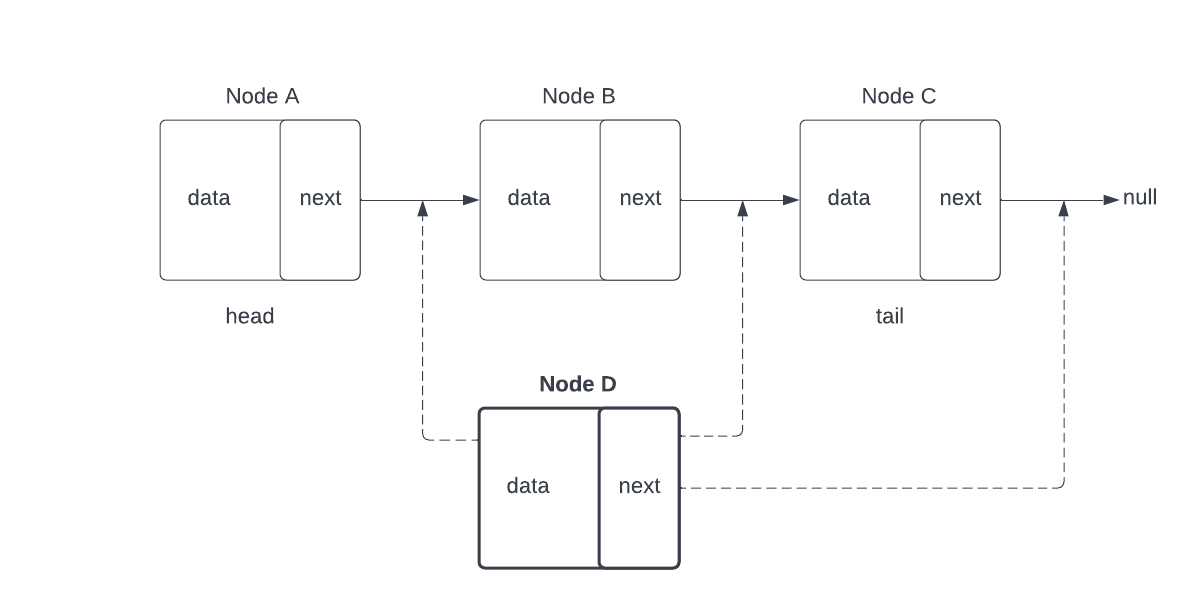 Node A
Node B
Node C
data
next
data
next
data
next
null
head
tail
Node D
data
next